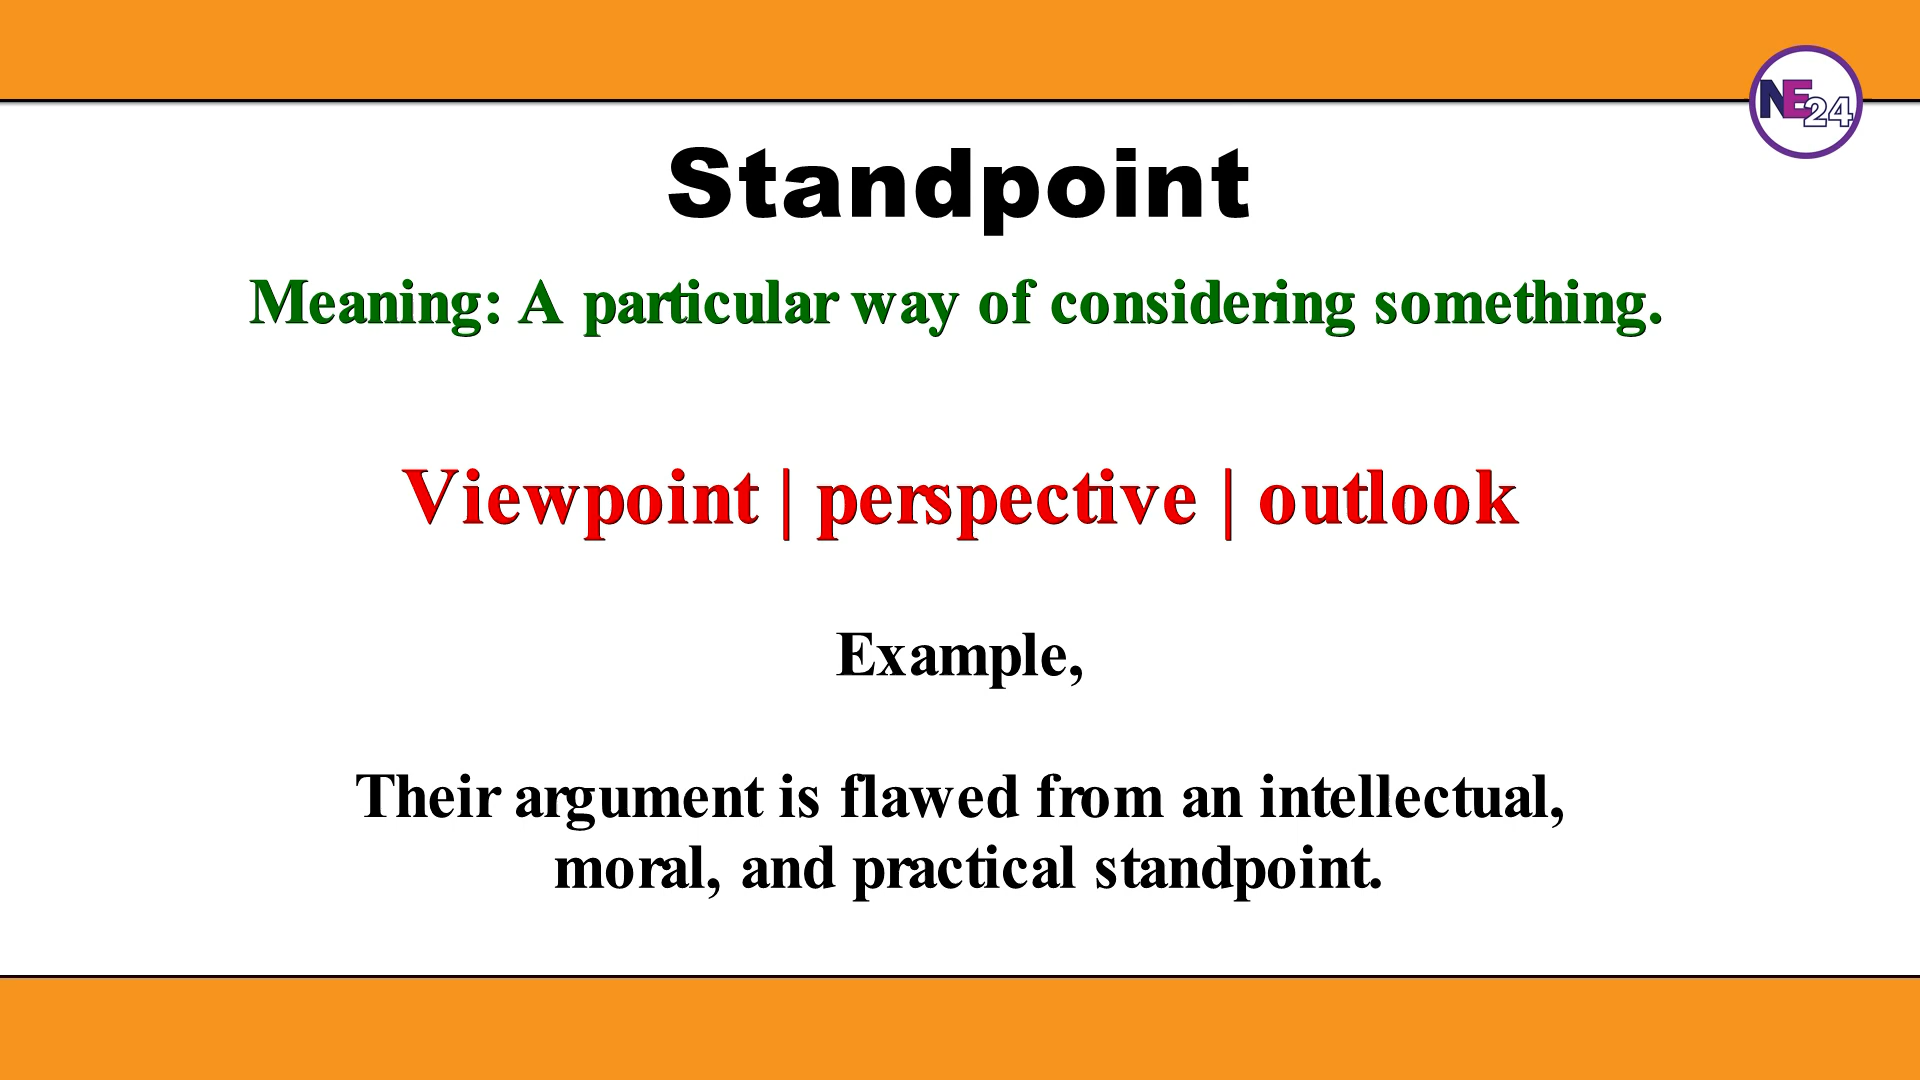 NE24
Standpoint
Meaning: A particular way of considering something.
Viewpoint | perspective | outlook
Example,
Their argument is flawed from an intellectual,
moral, and practical standpoint.